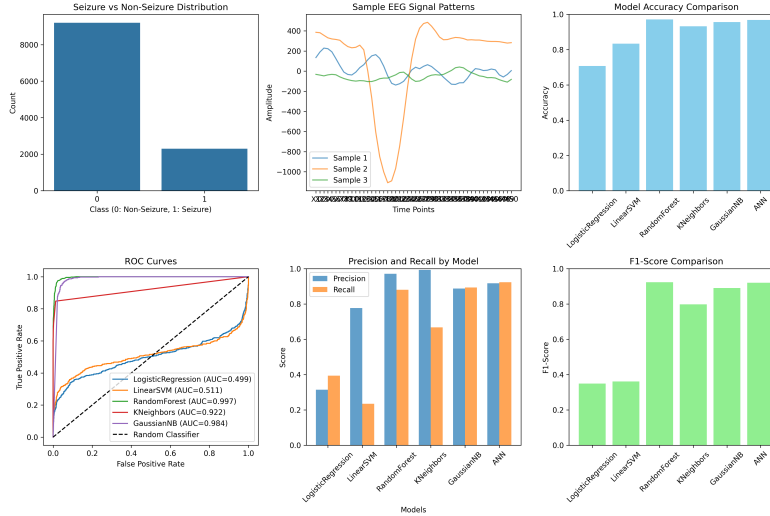 Seizure vs Non-Seizure Distribution
8000
6000
4000
2000
0
Count
0
1
Class (0: Non-Seizure, 1: Seizure)
Sample EEG Signal Patterns
400
200
0
−200
−400
−600
−800
−1000
Amplitude
Sample 1
Sample 2
Sample 3
Time Points
Model Accuracy Comparison
1.0
0.8
0.6
0.4
0.2
0.0
Accuracy
LogisticRegression
LinearSVM
RandomForest
KNeighbors
GaussianNB
ANN
ROC Curves
1.0
0.8
0.6
0.4
0.2
0.0
True Positive Rate
LogisticRegression (AUC=0.499)
LinearSVM (AUC=0.511)
RandomForest (AUC=0.997)
KNeighbors (AUC=0.922)
GaussianNB (AUC=0.984)
Random Classifier
0.0
0.2
0.4
0.6
0.8
1.0
False Positive Rate
Precision and Recall by Model
Precision
Recall
1.0
0.8
0.6
0.4
0.2
0.0
Score
LogisticRegression
LinearSVM
RandomForest
KNeighbors
GaussianNB
ANN
Models
F1-Score Comparison
1.0
0.8
0.6
0.4
0.2
0.0
F1-Score
LogisticRegression
LinearSVM
RandomForest
KNeighbors
GaussianNB
ANN